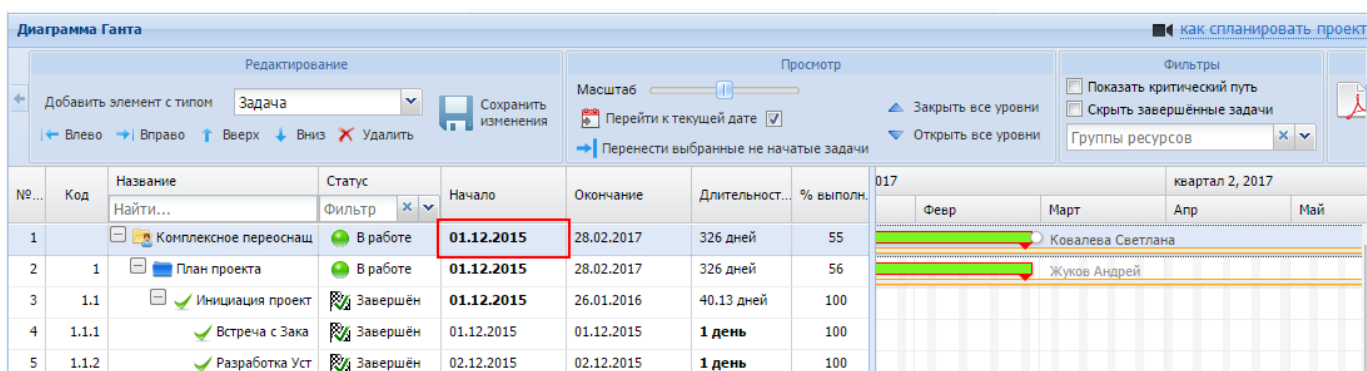 Диаграмма Ганта
как спланировать проект
Редактирование
Просмотр
Фильтры
Добавить элемент с типом Задача
Сохранить изменения
Влево Вправо Вверх Вниз Удалить
Масштаб
Перейти к текущей дате
Перенести выбранные не начатые задачи
Закрыть все уровни
Открыть все уровни
Показать критический путь
Скрыть завершённые задачи
Группы ресурсов
№... Код Название Статус Начало Окончание Длительност... % выполн. 017 квартал 2, 2017
Найти... Фильтр Февр Март Апр Май
1 Комплексное переоснащ В работе 01.12.2015 28.02.2017 326 дней 55 Ковалева Светлана
2 1 План проекта В работе 01.12.2015 28.02.2017 326 дней 56 Жуков Андрей
3 1.1 Инициация проект Завершён 01.12.2015 26.01.2016 40.13 дней 100
4 1.1.1 Встреча с Зака Завершён 01.12.2015 01.12.2015 1 день 100
5 1.1.2 Разработка Уст Завершён 02.12.2015 02.12.2015 1 день 100